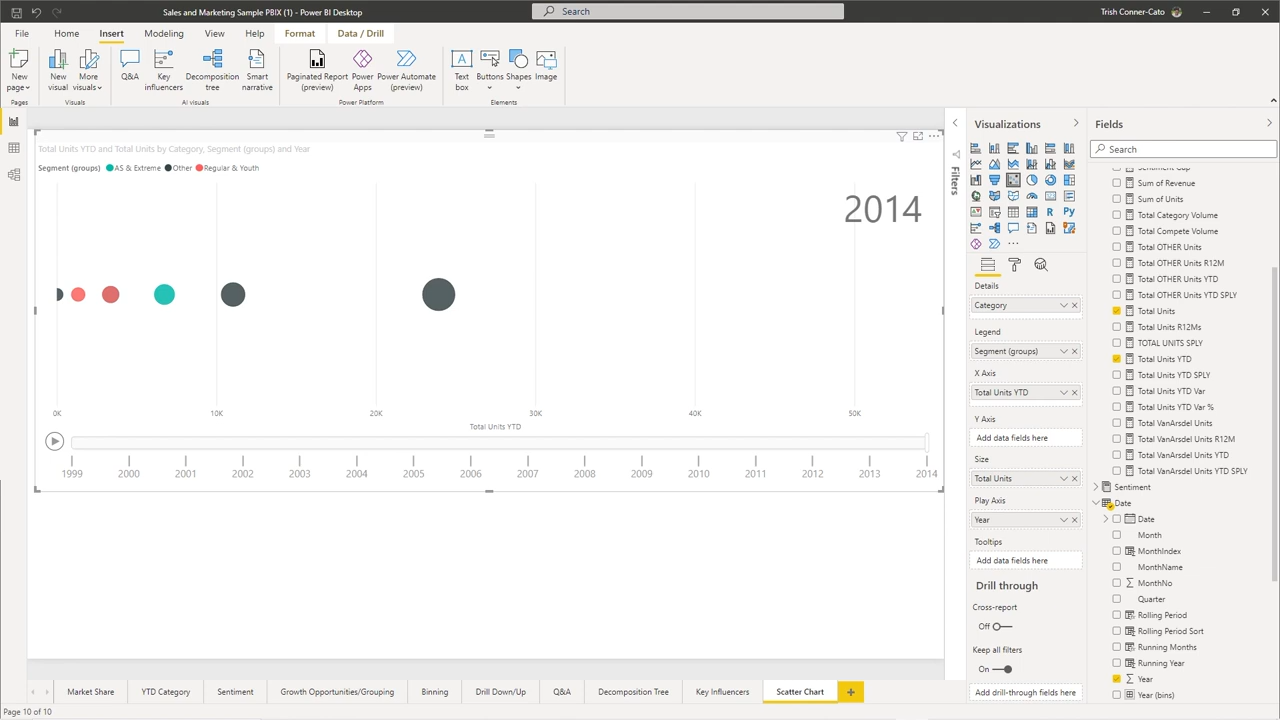 Sales and Marketing Sample PBIX (1) - Power BI Desktop
Search
Trish Conner-Cato
File Home Insert Modeling View Help Format Data / Drill
New page
New visual
More visuals
Q&A
Key influencers
Decomposition tree
Smart narrative
Paginated Report (preview)
Power Apps
Power Automate (preview)
Text box
Buttons
Shapes
Image
Pages Visuals AI visuals Power Platform Elements
Total Units YTD and Total Units by Category, Segment (groups) and Year
Segment (groups) AS & Extreme Other Regular & Youth
2014
0K 10K 20K 30K 40K 50K
Total Units YTD
1999 2000 2001 2002 2003 2004 2005 2006 2007 2008 2009 2010 2011 2012 2013 2014
Filters
Visualizations
R
Py
Details
Category
Legend
Segment (groups)
X Axis
Total Units YTD
Y Axis
Add data fields here
Size
Total Units
Play Axis
Year
Tooltips
Add data fields here
Drill through
Cross-report
Off
Keep all filters
On
Add drill-through fields here
Fields
Search
Sum of Revenue
Sum of Units
Total Category Volume
Total Compete Volume
Total OTHER Units
Total OTHER Units R12M
Total OTHER Units YTD
Total OTHER Units YTD SPLY
Total Units
Total Units R12Ms
TOTAL UNITS SPLY
Total Units YTD
Total Units YTD SPLY
Total Units YTD Var
Total Units YTD Var %
Total VanArsdel Units
Total VanArsdel Units R12M
Total VanArsdel Units YTD
Total VanArsdel Units YTD SPLY
Sentiment
Date
Date
Month
MonthIndex
MonthName
MonthNo
Quarter
Rolling Period
Rolling Period Sort
Running Months
Running Year
Year
Year (bins)
Market Share YTD Category Sentiment Growth Opportunities/Grouping Binning Drill Down/Up Q&A Decomposition Tree Key Influencers Scatter Chart
Page 10 of 10